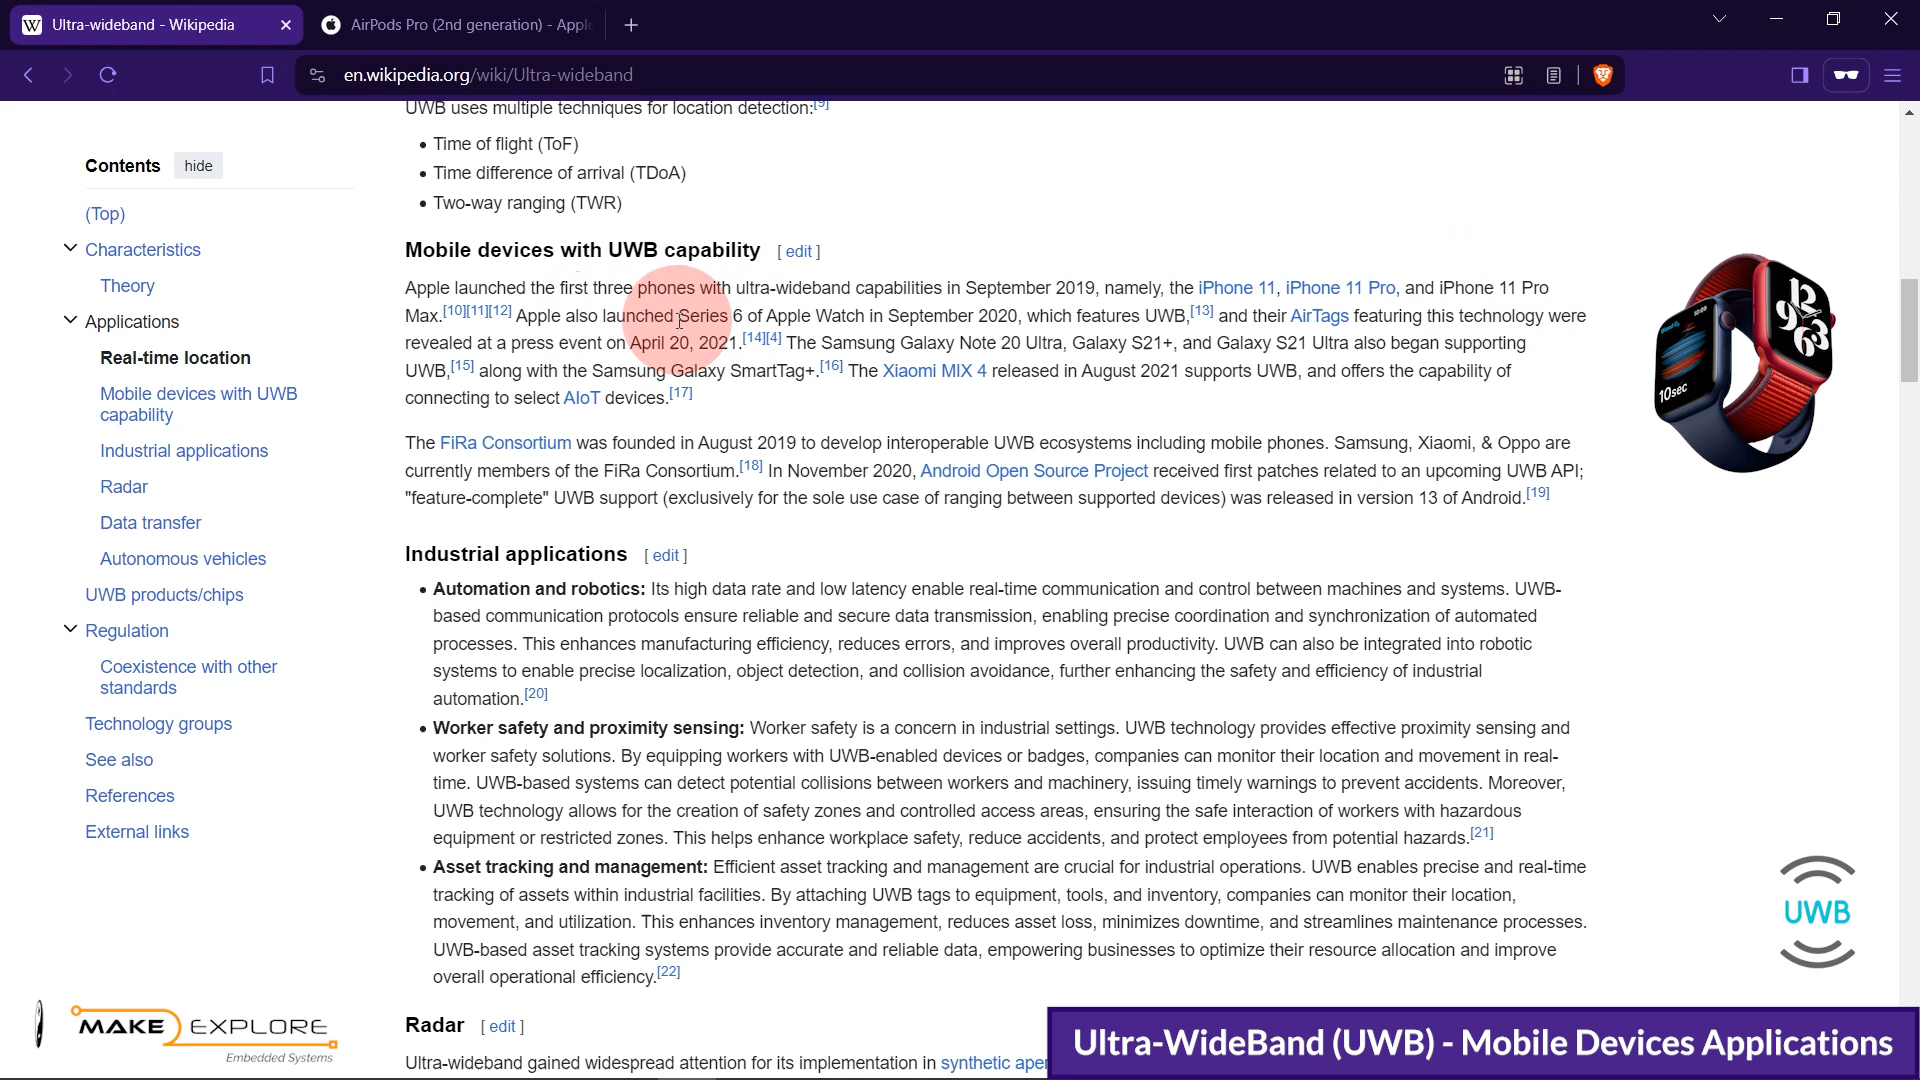 Ultra-wideband - Wikipedia
AirPods Pro (2nd generation) - Apple
en.wikipedia.org/wiki/Ultra-wideband
UWB uses multiple techniques for location detection:[9]
Contents hide
(Top)
Characteristics
Theory
Applications
Real-time location
Mobile devices with UWB
capability
Industrial applications
Radar
Data transfer
Autonomous vehicles
UWB products/chips
Regulation
Coexistence with other
standards
Technology groups
See also
References
External links
• Time of flight (ToF)
• Time difference of arrival (TDoA)
• Two-way ranging (TWR)
Mobile devices with UWB capability [ edit ]
Apple launched the first three phones with ultra-wideband capabilities in September 2019, namely, the iPhone 11, iPhone 11 Pro, and iPhone 11 Pro
Max.[10][11][12] Apple also launched Series 6 of Apple Watch in September 2020, which features UWB,[13] and their AirTags featuring this technology were
revealed at a press event on April 20, 2021.[14][4] The Samsung Galaxy Note 20 Ultra, Galaxy S21+, and Galaxy S21 Ultra also began supporting
UWB,[15] along with the Samsung Galaxy SmartTag+.[16] The Xiaomi MIX 4 released in August 2021 supports UWB, and offers the capability of
connecting to select AIoT devices.[17]
The FiRa Consortium was founded in August 2019 to develop interoperable UWB ecosystems including mobile phones. Samsung, Xiaomi, & Oppo are
currently members of the FiRa Consortium.[18] In November 2020, Android Open Source Project received first patches related to an upcoming UWB API;
"feature-complete" UWB support (exclusively for the sole use case of ranging between supported devices) was released in version 13 of Android.[19]
Industrial applications [ edit ]
• Automation and robotics: Its high data rate and low latency enable real-time communication and control between machines and systems. UWB-
based communication protocols ensure reliable and secure data transmission, enabling precise coordination and synchronization of automated
processes. This enhances manufacturing efficiency, reduces errors, and improves overall productivity. UWB can also be integrated into robotic
systems to enable precise localization, object detection, and collision avoidance, further enhancing the safety and efficiency of industrial
automation.[20]
• Worker safety and proximity sensing: Worker safety is a concern in industrial settings. UWB technology provides effective proximity sensing and
worker safety solutions. By equipping workers with UWB-enabled devices or badges, companies can monitor their location and movement in real-
time. UWB-based systems can detect potential collisions between workers and machinery, issuing timely warnings to prevent accidents. Moreover,
UWB technology allows for the creation of safety zones and controlled access areas, ensuring the safe interaction of workers with hazardous
equipment or restricted zones. This helps enhance workplace safety, reduce accidents, and protect employees from potential hazards.[21]
• Asset tracking and management: Efficient asset tracking and management are crucial for industrial operations. UWB enables precise and real-time
tracking of assets within industrial facilities. By attaching UWB tags to equipment, tools, and inventory, companies can monitor their location,
movement, and utilization. This enhances inventory management, reduces asset loss, minimizes downtime, and streamlines maintenance processes.
UWB-based asset tracking systems provide accurate and reliable data, empowering businesses to optimize their resource allocation and improve
overall operational efficiency.[22]
Radar [ edit ]
Ultra-wideband gained widespread attention for its implementation in synthetic aper
10sec
12
3
6
9
UWB
MAKE EXPLORE
Embedded Systems
Ultra-WideBand (UWB) - Mobile Devices Applications